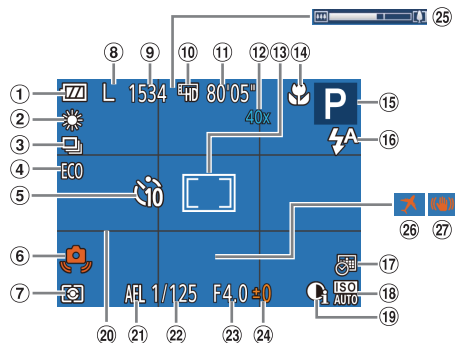 25
8 9 10 11 12 13 14
L 1534 HD 80'05"
40x
1
P 15
2
A 16
3
4 ECO
5 10
26 27
6
17
7 ISO AUTO 18
AEL 1/125 F4.0 ±0 i
19
20 21 22 23 24